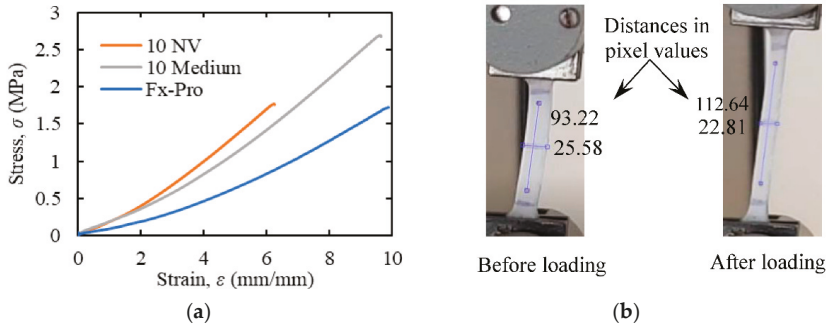 3
2.5
2
1.5
1
0.5
0
0
2
4
6
8
10
Stress, σ (MPa)
Strain, ε (mm/mm)
10 NV
10 Medium
Fx-Pro
(a)
Distances in
pixel values
93.22
25.58
112.64
22.81
Before loading
After loading
(b)